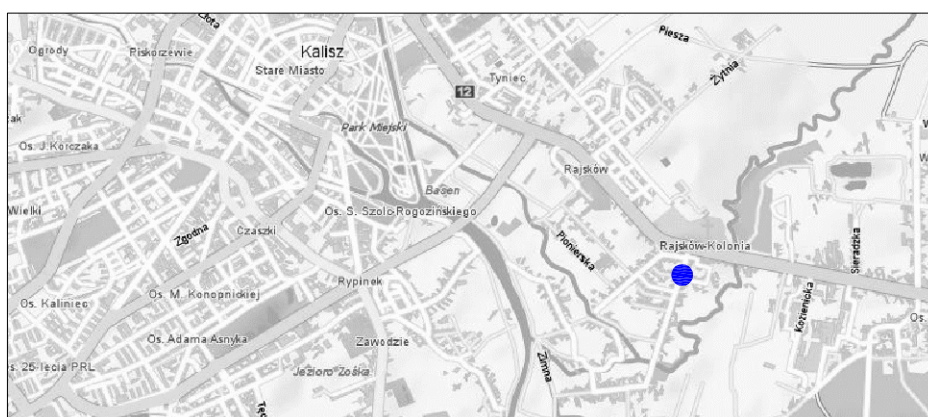 Złota
Ogrody
Piskorzewie
Kalisz
Stare Miasto
Piesza
Tyniec
Żytnia
12
Park Miejski
Os. J. Korczaka
Rajsków
Basen
Wielki
Os. S. Szolc-Rogozińskiego
Zgodna
Czaszki
Pionierska
Rajsków-Kolonia
Sieradzka
Rypinek
Os. M. Konopnickiej
Os. Kaliniec
Kozienicka
Os.
Os. Adama Asnyka
Zawodzie
Zimna
s. 25-lecia PRL
Jezioro Zośka